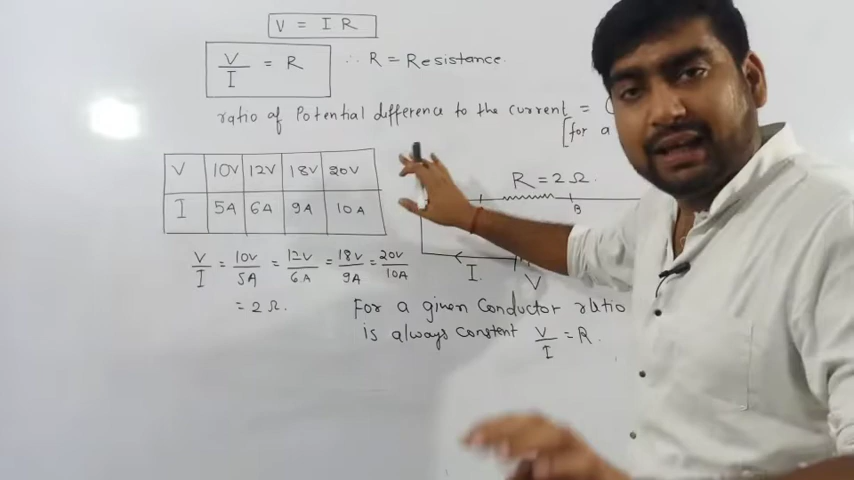 V = I R
V/I = R ∴ R = Resistance.
ratio of Potential difference to the current = (
[for a
V 10V 12V 18V 20V
I 5A 6A 9A 10A
R = 2 Ω.
B
I
V
V/I = 10V/5A = 12V/6A = 18V/9A = 20V/10A
= 2 Ω.
For a given Conductor ratio
is always constant V/I = R.